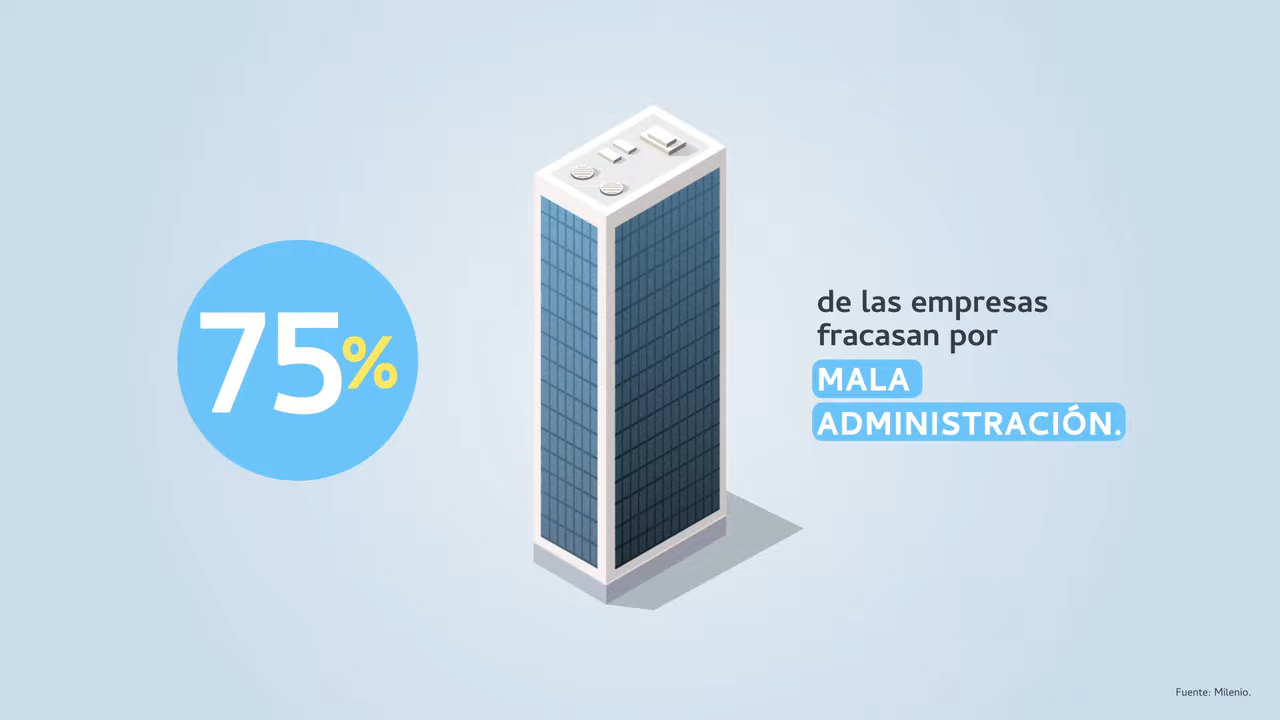 75%
de las empresas
fracasan por
MALA
ADMINISTRACIÓN.
Fuente: Milenio.